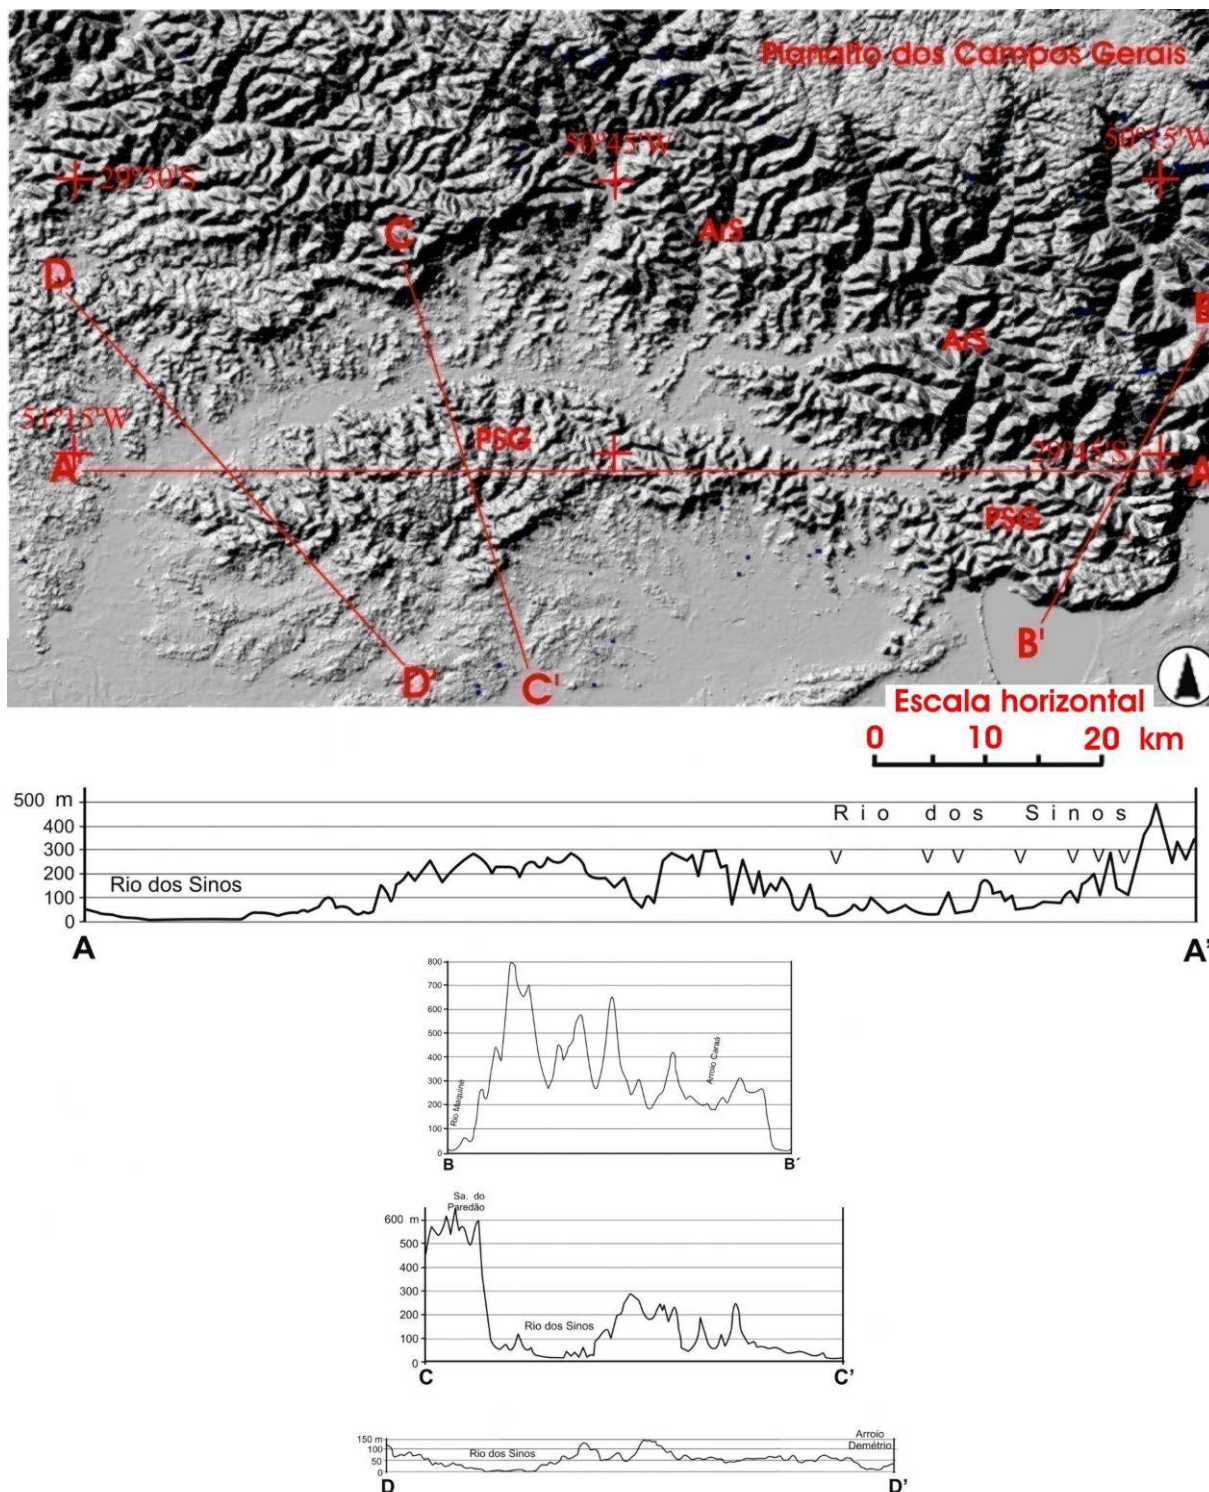 Planalto dos Campos Gerais
50°45'W
50°15'W
29°30'S
C
ArS
D
B
ArS
51°15'W
PSG
29°45'S
A
A
PSG
B'
D'
C'
Escala horizontal
0 10 20 km
500 m
400
300
200
100
0
Rio dos Sinos
Rio dos Sinos
A
A'
800
700
600
500
400
300
200
100
0
Rio Maquiné
Arroio Caraá
B
B´
Sa. do
Paredão
600 m
500
400
300
200
100
0
Rio dos Sinos
C
C’
150 m
100
50
0
Rio dos Sinos
Arroio
Demétrio
D
D'